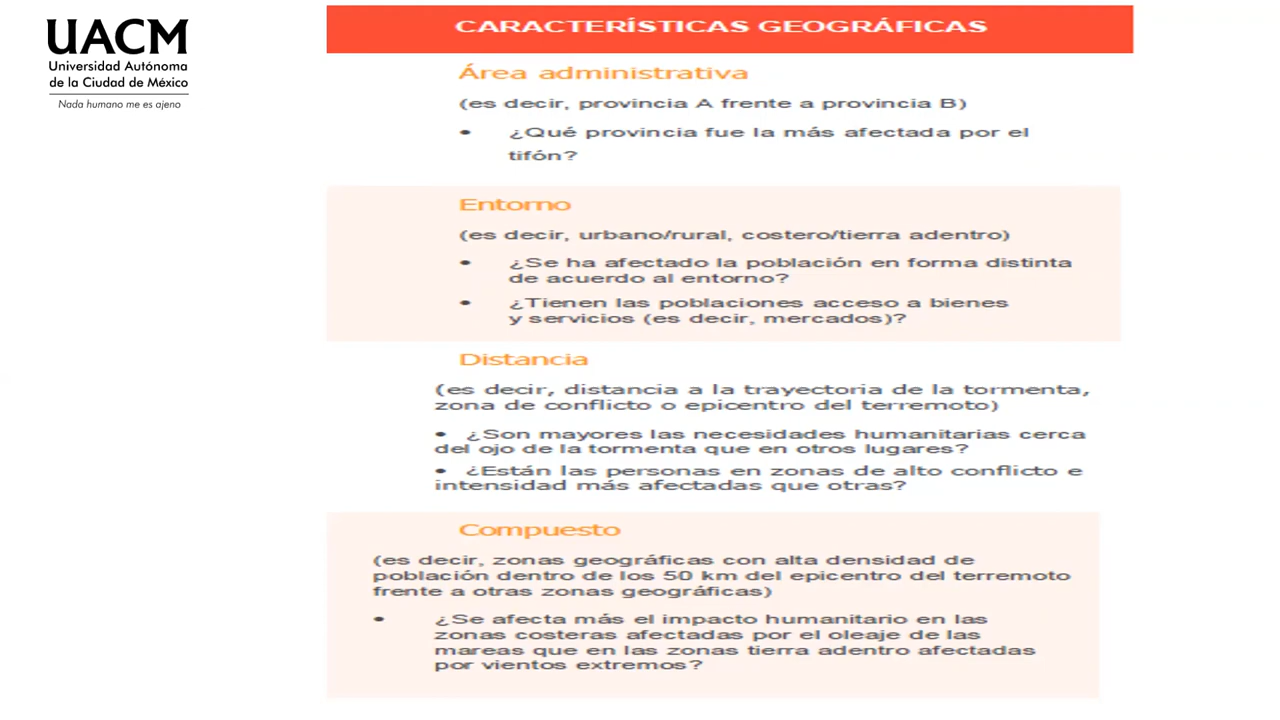 UACM
Universidad Autónoma
de la Ciudad de México
Nada humano me es ajeno
CARACTERÍSTICAS GEOGRÁFICAS
Área administrativa
(es decir, provincia A frente a provincia B)
• ¿Qué provincia fue la más afectada por el
tifón?
Entorno
(es decir, urbano/rural, costero/tierra adentro)
• ¿Se ha afectado la población en forma distinta
de acuerdo al entorno?
• ¿Tienen las poblaciones acceso a bienes
y servicios (es decir, mercados)?
Distancia
(es decir, distancia a la trayectoria de la tormenta,
zona de conflicto o epicentro del terremoto)
• ¿Son mayores las necesidades humanitarias cerca
del ojo de la tormenta que en otros lugares?
• ¿Están las personas en zonas de alto conflicto e
intensidad más afectadas que otras?
Compuesto
(es decir, zonas geográficas con alta densidad de
población dentro de los 50 km del epicentro del terremoto
frente a otras zonas geográficas)
• ¿Se afecta más el impacto humanitario en las
zonas costeras afectadas por el oleaje de las
mareas que en las zonas tierra adentro afectadas
por vientos extremos?